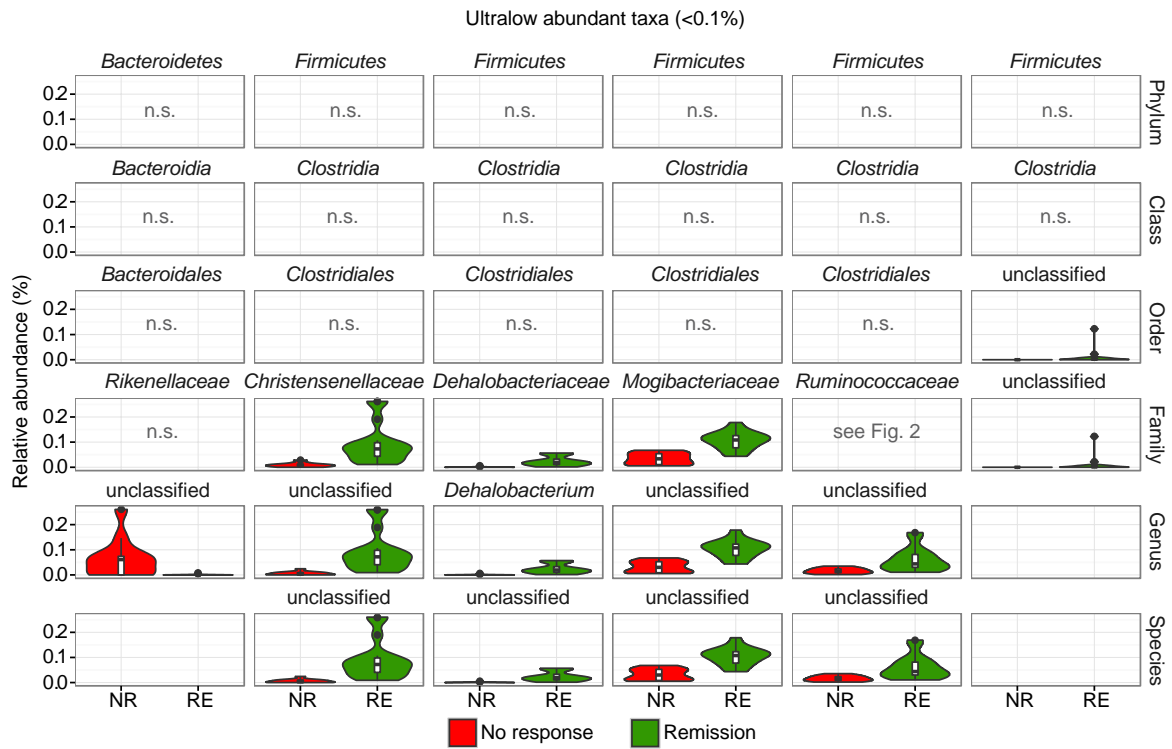 Ultralow abundant taxa (<0.1%)
Bacteroidetes Firmicutes Firmicutes Firmicutes Firmicutes Firmicutes
0.2
0.1
0.0
n.s. n.s. n.s. n.s. n.s. n.s.
Phylum
Bacteroidia Clostridia Clostridia Clostridia Clostridia Clostridia
0.2
0.1
0.0
n.s. n.s. n.s. n.s. n.s. n.s.
Class
Relative abundance (%)
Bacteroidales Clostridiales Clostridiales Clostridiales Clostridiales unclassified
0.2
0.1
0.0
n.s. n.s. n.s. n.s. n.s.
Order
Rikenellaceae Christensenellaceae Dehalobacteriaceae Mogibacteriaceae Ruminococcaceae unclassified
0.2
0.1
0.0
n.s. see Fig. 2
Family
unclassified unclassified Dehalobacterium unclassified unclassified
0.2
0.1
0.0
Genus
unclassified unclassified unclassified unclassified
0.2
0.1
0.0
Species
NR RE NR RE NR RE NR RE NR RE NR RE
No response Remission